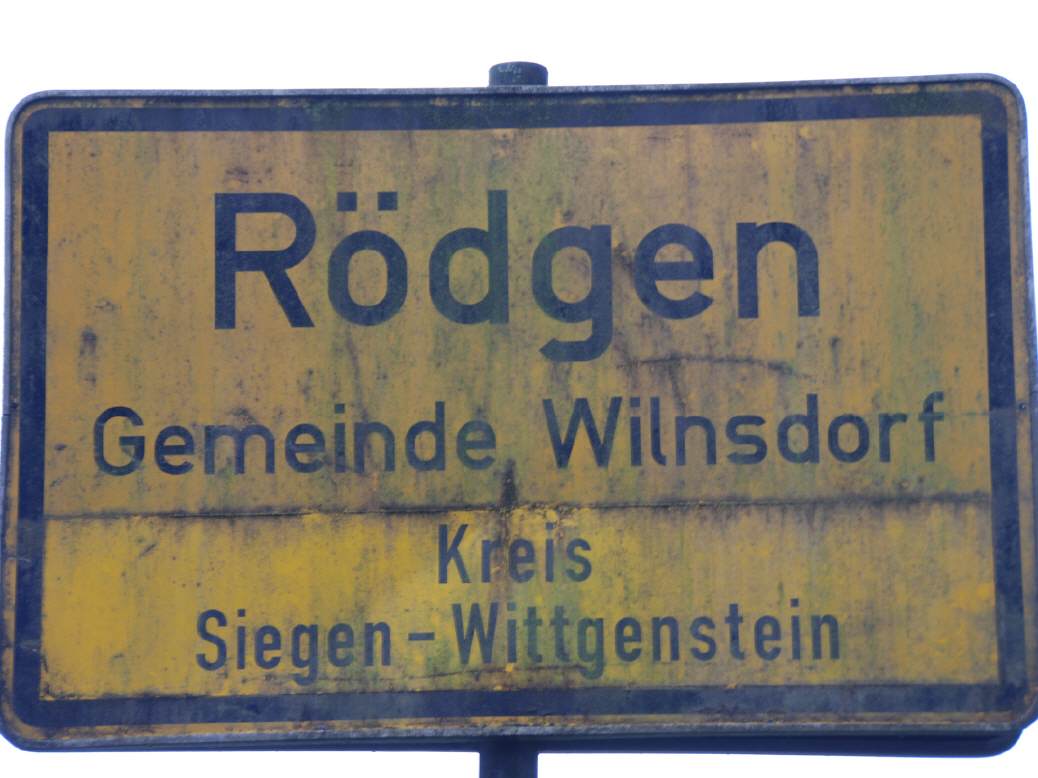 Rödgen
Gemeinde Wilnsdorf
Kreis
Siegen-Wittgenstein